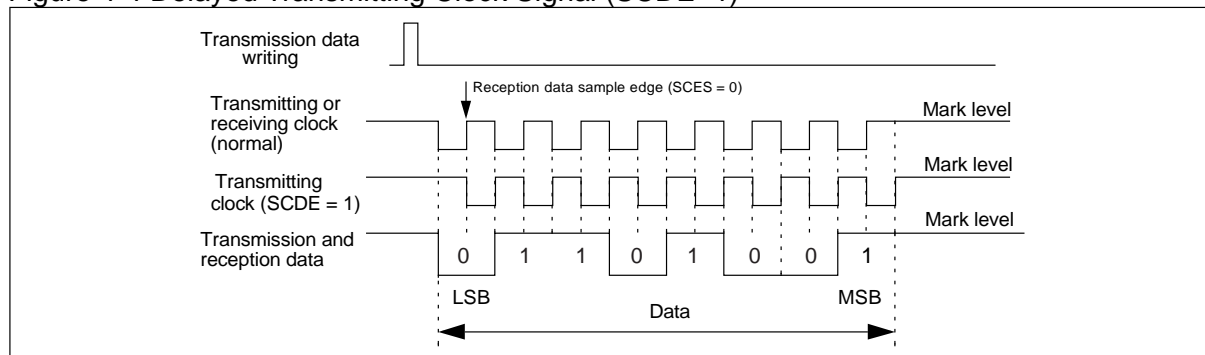 Figure 4-4 Delayed Transmitting Clock Signal (SCDE=1)
Transmission data
writing
Reception data sample edge (SCES = 0)
Transmitting or
receiving clock
(normal)
Mark level
Transmitting
clock (SCDE = 1)
Mark level
Transmission and
reception data
Mark level
0 1 1 0 1 0 0 1
LSB
MSB
Data